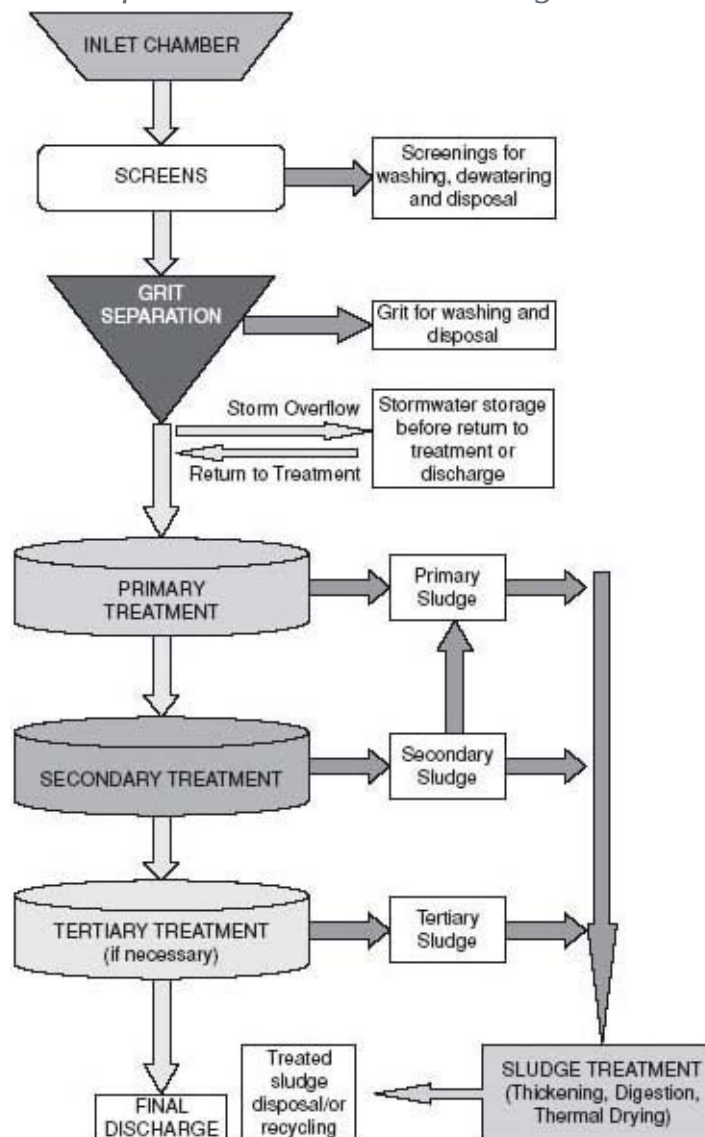 INLET CHAMBER
SCREENS
Screenings for
washing, dewatering
and disposal
GRIT
SEPARATION
Grit for washing and
disposal
Storm Overflow
Return to Treatment
Stormwater storage
before return to
treatment or
discharge
PRIMARY
TREATMENT
Primary
Sludge
SECONDARY TREATMENT
Secondary
Sludge
TERTIARY TREATMENT
(if necessary)
Tertiary
Sludge
SLUDGE TREATMENT
(Thickening, Digestion,
Thermal Drying)
Treated
sludge
disposal/or
recycling
FINAL
DISCHARGE